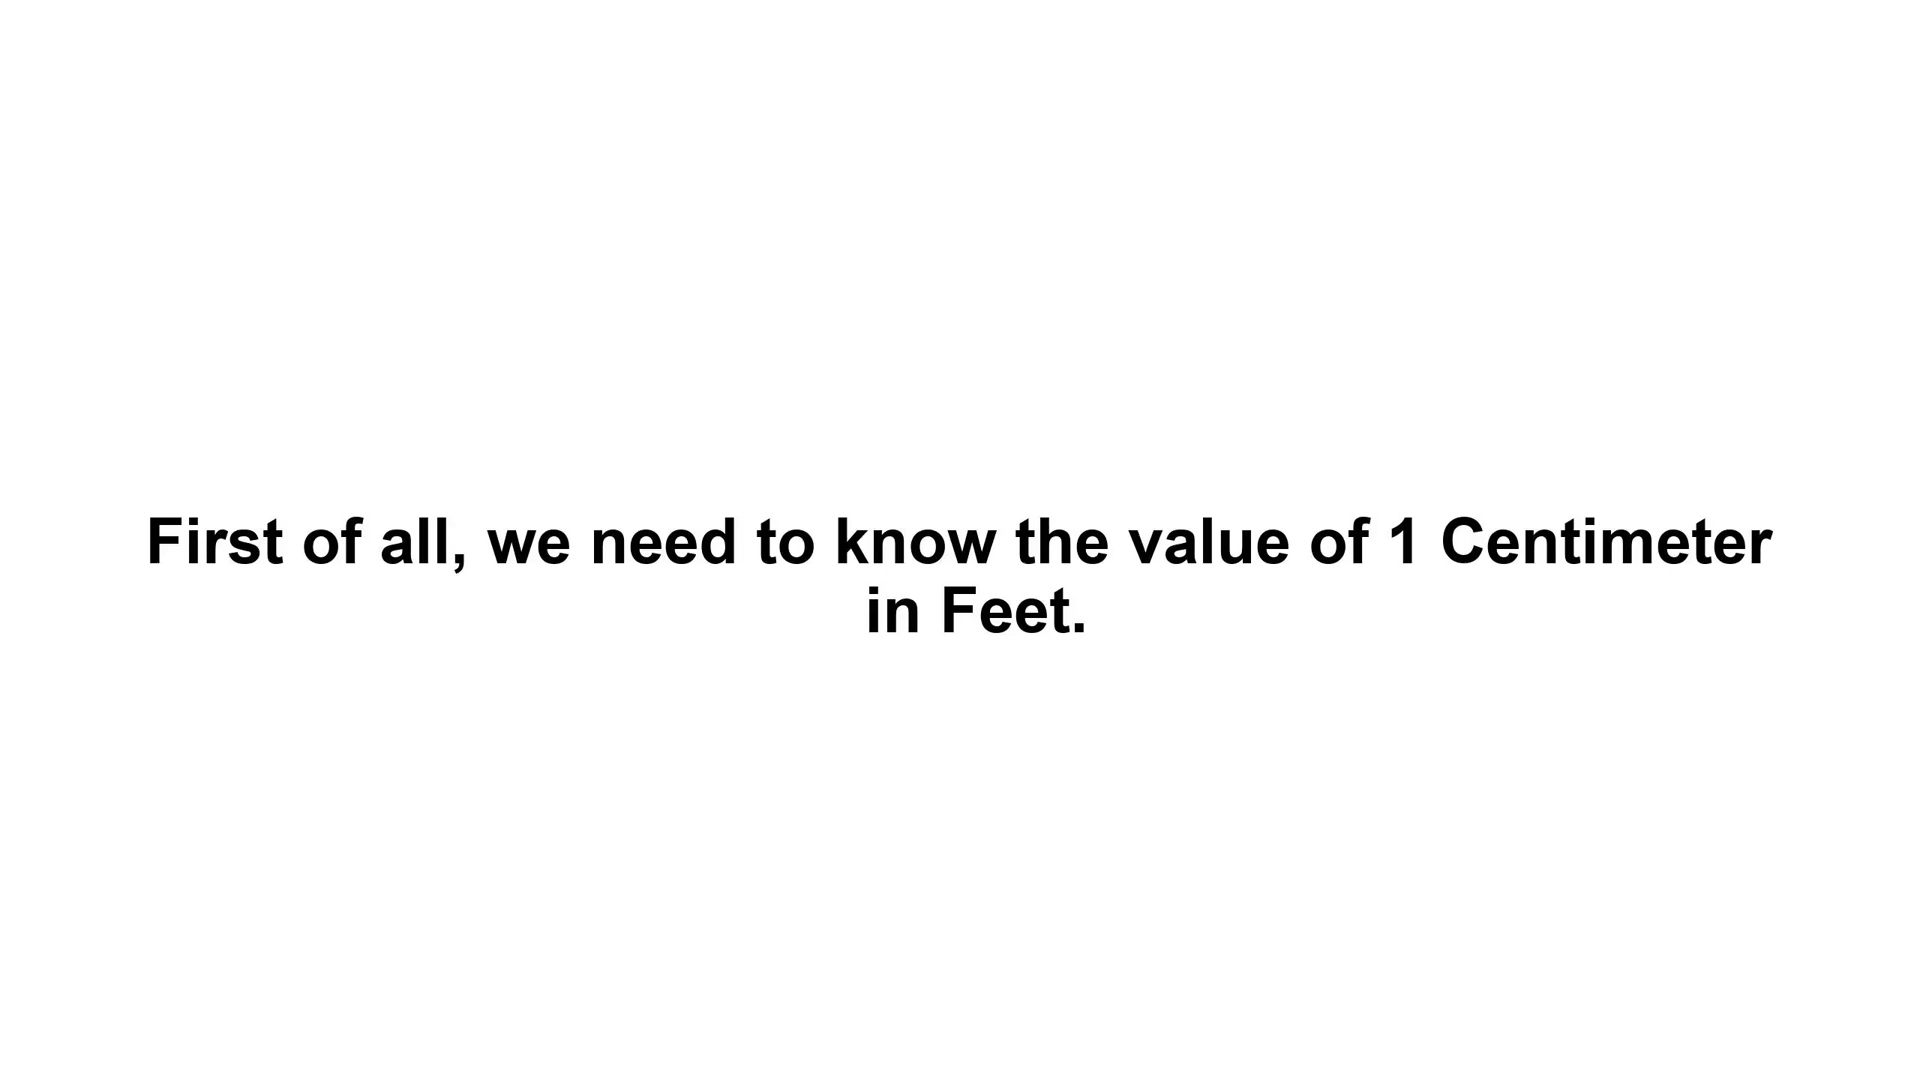 First of all, we need to know the value of 1 Centimeter
in Feet.